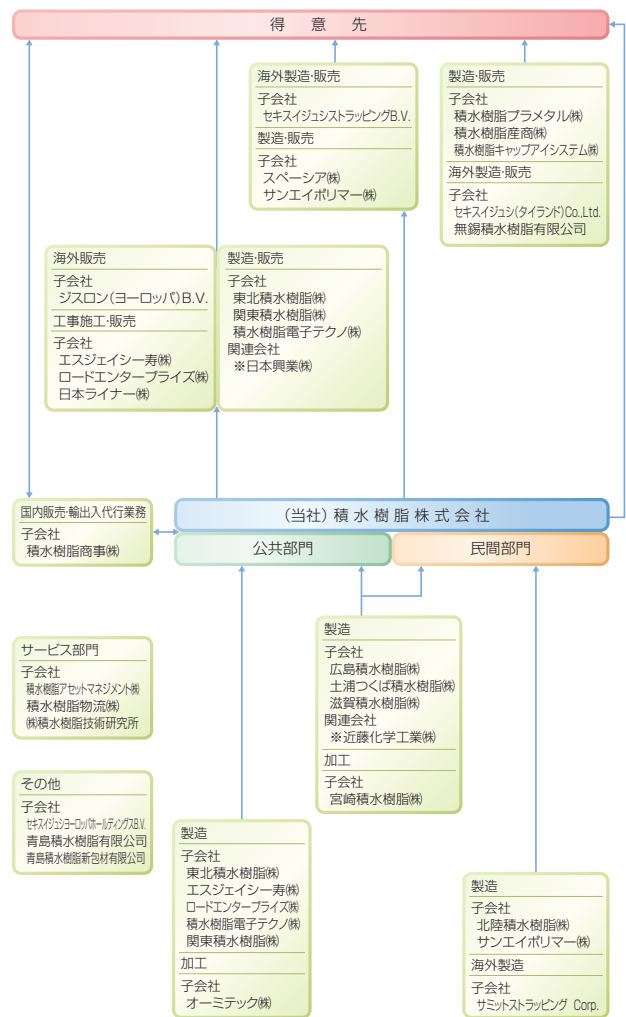 得意先
海外製造・販売
子会社
セキスイジュシストラッピングB.V.
製造・販売
子会社
スペーシア㈱
サンエイポリマー㈱
製造・販売
子会社
積水樹脂プラメタル㈱
積水樹脂産商㈱
積水樹脂キャップアイシステム㈱
海外製造・販売
子会社
セキスイジュシ(タイランド)Co.,Ltd.
無錫積水樹脂有限公司
海外販売
子会社
ジスロン(ヨーロッパ)B.V.
工事施工・販売
子会社
エスジェイシー寿㈱
ロードエンタープライズ㈱
日本ライナー㈱
製造・販売
子会社
東北積水樹脂㈱
関東積水樹脂㈱
積水樹脂電子テクノ㈱
関連会社
※日本興業㈱
国内販売・輸出入代行業務
子会社
積水樹脂商事㈱
(当社)積水樹脂株式会社
公共部門
民間部門
サービス部門
子会社
積水樹脂アセットマネジメント㈱
積水樹脂物流㈱
㈱積水樹脂技術研究所
その他
子会社
セキスイジュシヨーロッパホールディングスB.V.
青島積水樹脂有限公司
青島積水樹脂新包材有限公司
製造
子会社
広島積水樹脂㈱
土浦つくば積水樹脂㈱
滋賀積水樹脂㈱
関連会社
※近藤化学工業㈱
加工
子会社
宮崎積水樹脂㈱
製造
子会社
東北積水樹脂㈱
エスジェイシー寿㈱
ロードエンタープライズ㈱
積水樹脂電子テクノ㈱
関東積水樹脂㈱
加工
子会社
オーミテック㈱
製造
子会社
北陸積水樹脂㈱
サンエイポリマー㈱
海外製造
子会社
サミットストラッピング Corp.